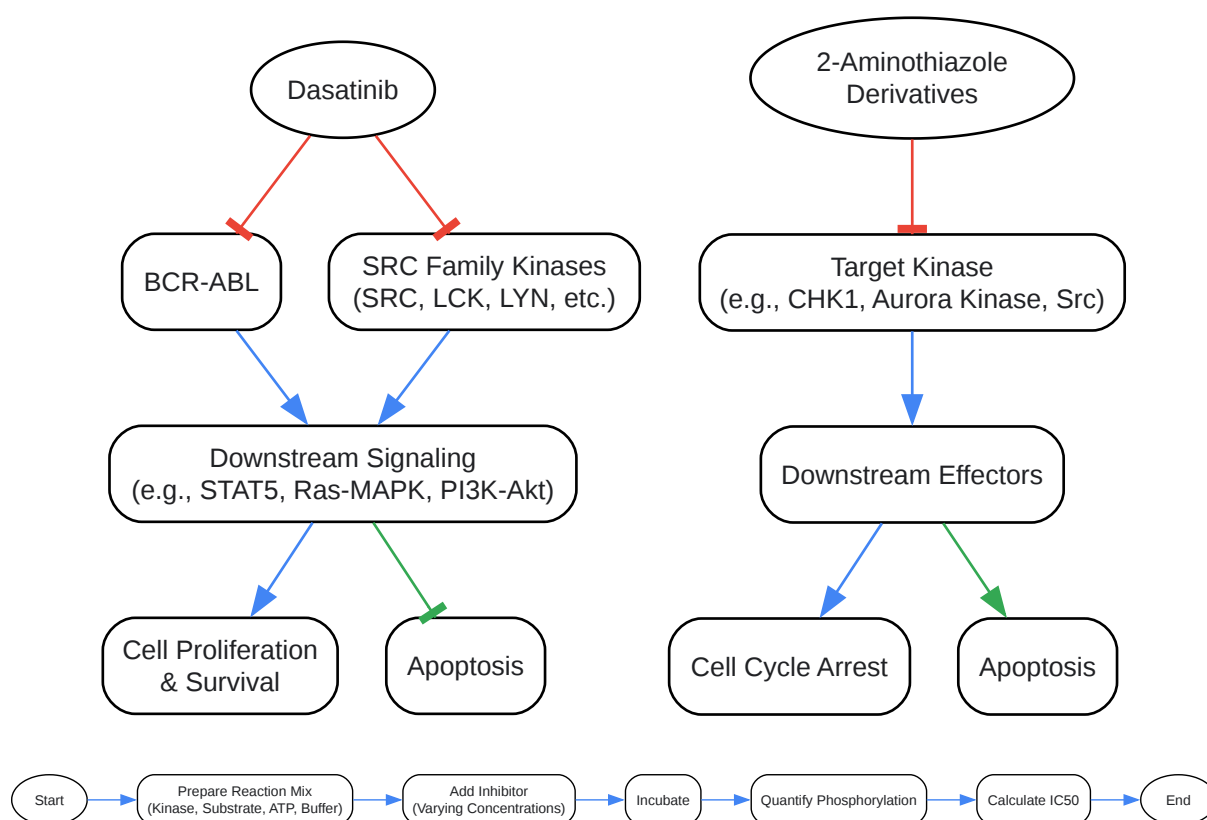 Dasatinib
BCR-ABL
SRC Family Kinases
(SRC, LCK, LYN, etc.)
Downstream Signaling
(e.g., STAT5, Ras-MAPK, PI3K-Akt)
Cell Proliferation
& Survival
Apoptosis
2-Aminothiazole
Derivatives
Target Kinase
(e.g., CHK1, Aurora Kinase, Src)
Downstream Effectors
Cell Cycle Arrest
Apoptosis
Start
Prepare Reaction Mix
(Kinase, Substrate, ATP, Buffer)
Add Inhibitor
(Varying Concentrations)
Incubate
Quantify Phosphorylation
Calculate IC50
End